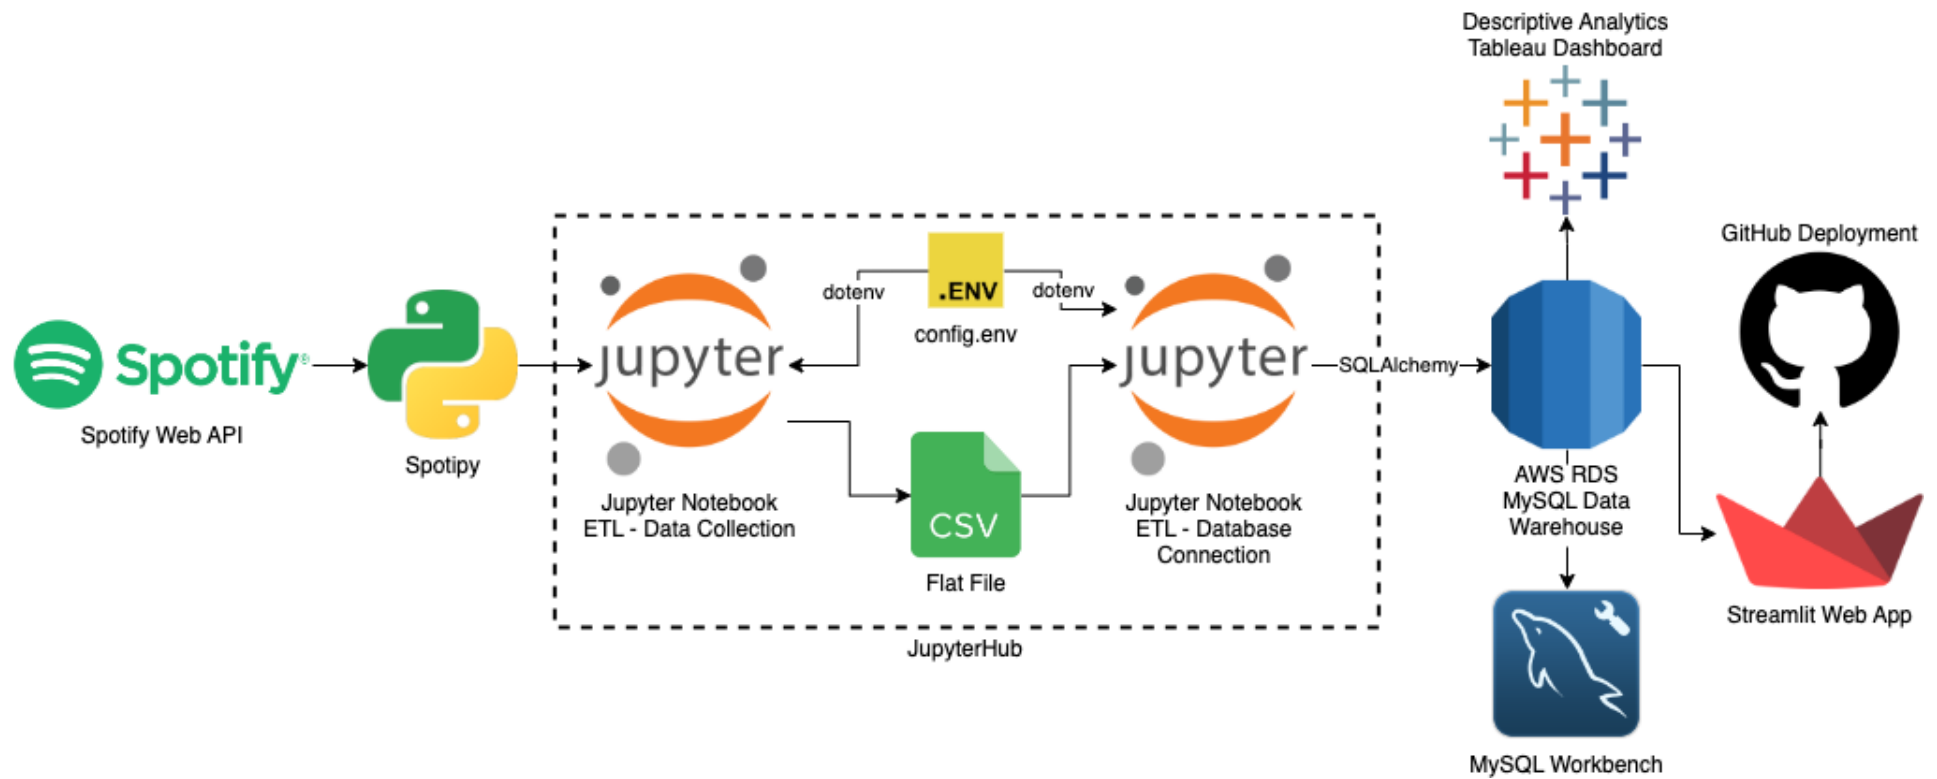 Descriptive Analytics
Tableau Dashboard
GitHub Deployment
.ENV
dotenv
dotenv
config.env
Spotify®
Spotify Web API
Spotipy
jupyter
Jupyter Notebook
ETL - Data Collection
CSV
Flat File
jupyter
Jupyter Notebook
ETL - Database
Connection
JupyterHub
SQLAlchemy
AWS RDS
MySQL Data
Warehouse
Streamlit Web App
MySQL Workbench